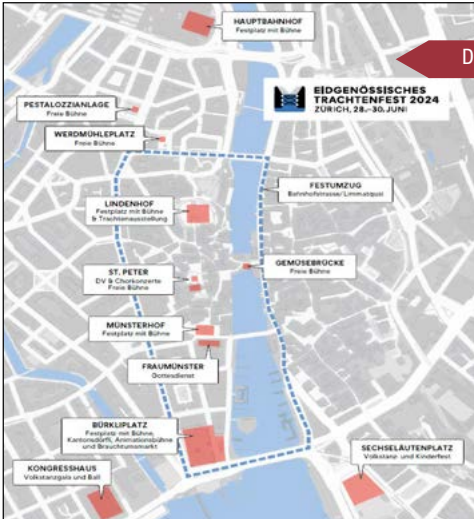 HAUPTBAHNHOF
Festplatz mit Bühne
D
EIDGENÖSSISCHES
TRACHTENFEST 2024
ZÜRICH, 28.–30. JUNI
PESTALOZZIANLAGE
Freie Bühne
WERDMÜHLEPLATZ
Freie Bühne
FESTUMZUG
Bahnhofstrasse/Limmatquai
LINDENHOF
Festplatz mit Bühne
& Trachtenausstellung
GEMÜSEBRÜCKE
Freie Bühne
ST. PETER
DV & Chorkonzerte
Freie Bühne
MÜNSTERHOF
Festplatz mit Bühne
FRAUMÜNSTER
Gottesdienst
BÜRKLIPLATZ
Festplatz mit Bühne,
Kantonsdörfli, Animationsbühne
und Brauchtumsmarkt
SECHSELÄUTENPLATZ
Volkstanz- und Kinderfest
KONGRESSHAUS
Volkstanzgala und Ball